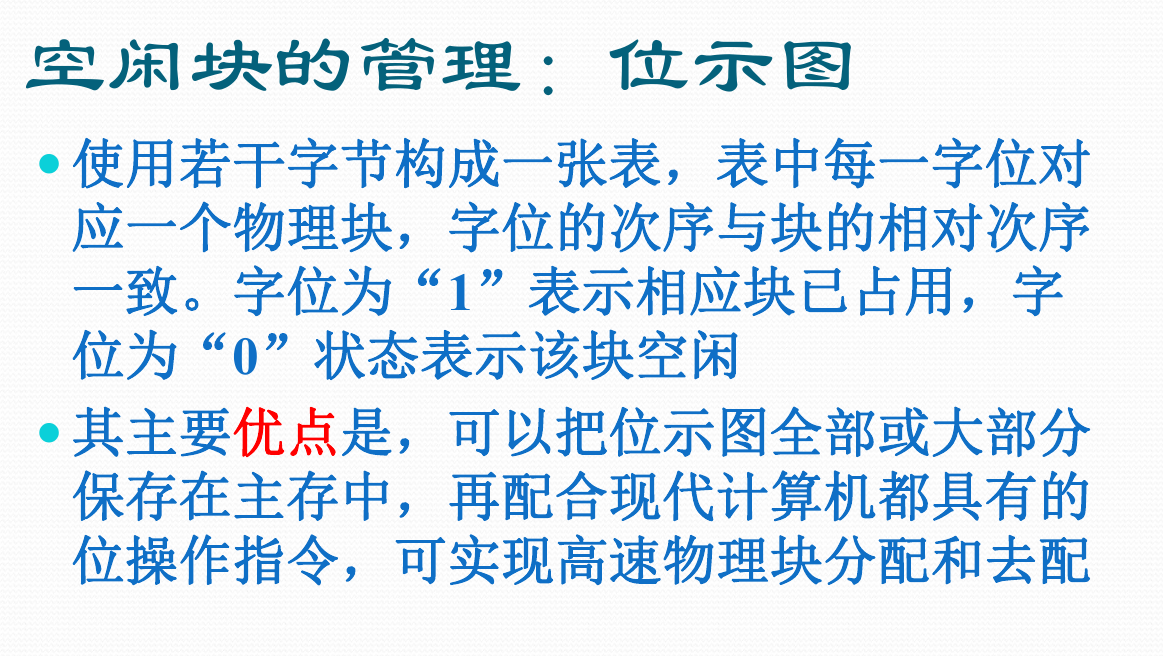 空闲块的管理：位示图
• 使用若干字节构成一张表，表中每一字位对
应一个物理块，字位的次序与块的相对次序
一致。字位为“1”表示相应块已占用，字
位为“0”状态表示该块空闲
• 其主要优点是，可以把位示图全部或大部分
保存在主存中，再配合现代计算机都具有的
位操作指令，可实现高速物理块分配和去配